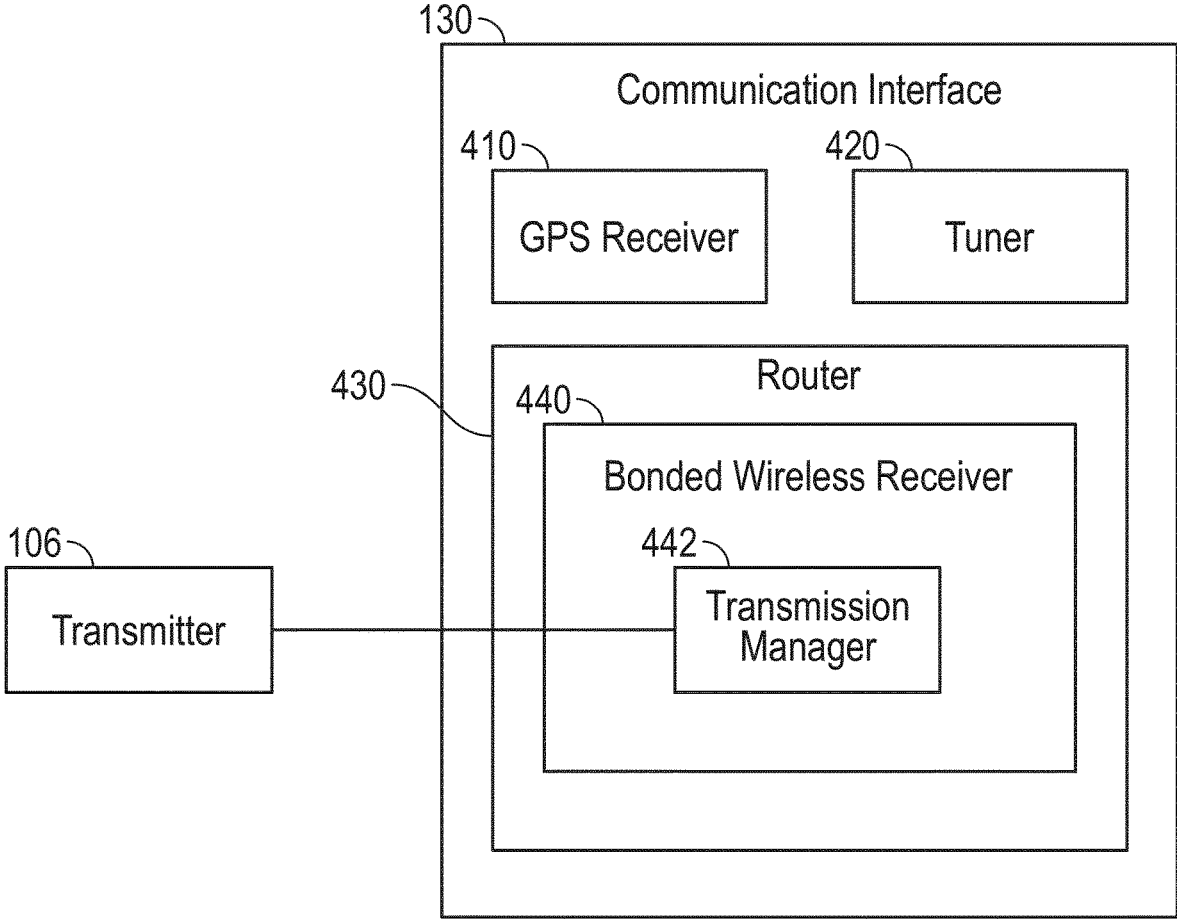 130
Communication Interface
410
420
GPS Receiver
Tuner
430
Router
440
Bonded Wireless Receiver
106
442
Transmitter
Transmission
Manager